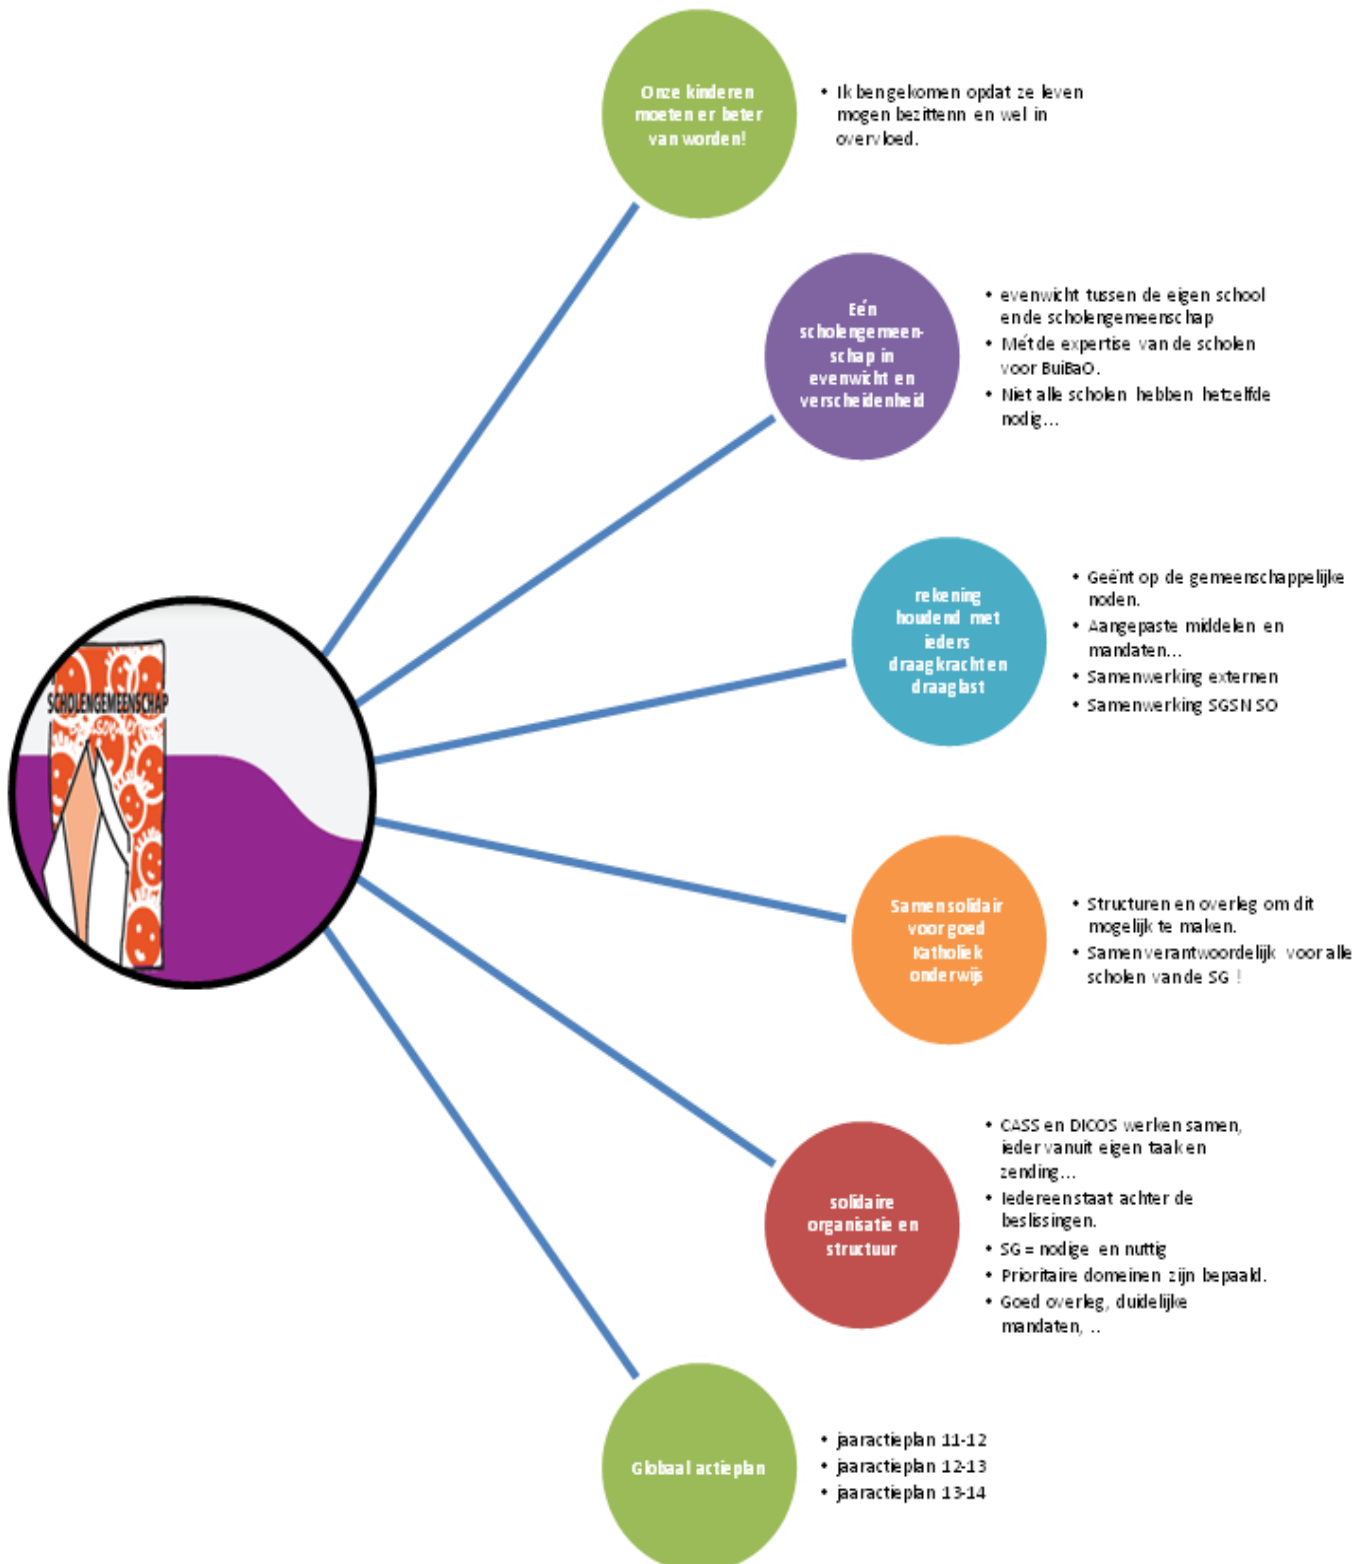 Onze kinderen
moeten er beter
van worden!
• Ik ben gekomen opdat ze leven
mogen bezittenn en wel in
overvloed.
Eén
scholengemeen-
schap in
evenwicht en
verscheidenheid
• evenwicht tussen de eigen school
en de scholengemeenschap
• Mét de expertise van de scholen
voor BuiBaO.
• Niet alle scholen hebben hetzelfde
nodig...
rekening
houdend met
ieders
draagkracht en
draaglast
• Geënt op de gemeenschappelijke
noden.
• Aangepaste middelen en
mandaten...
• Samenwerking externen
• Samenwerking SGSN SO
SCHOLENGEMEENSCHAP
Samen solidair
voor goed
Katholiek
onderwijs
• Structuren en overleg om dit
mogelijk te maken.
• Samen verantwoordelijk voor alle
scholen van de SG !
solidaire
organisatie en
structuur
• CASS en DICOS werken samen,
ieder vanuit eigen taak en
zending...
• Iedereen staat achter de
beslissingen.
• SG = nodige en nuttig
• Prioritaire domeinen zijn bepaald.
• Goed overleg, duidelijke
mandaten, ..
Globaal actieplan
• jaaractieplan 11-12
• jaaractieplan 12-13
• jaaractieplan 13-14